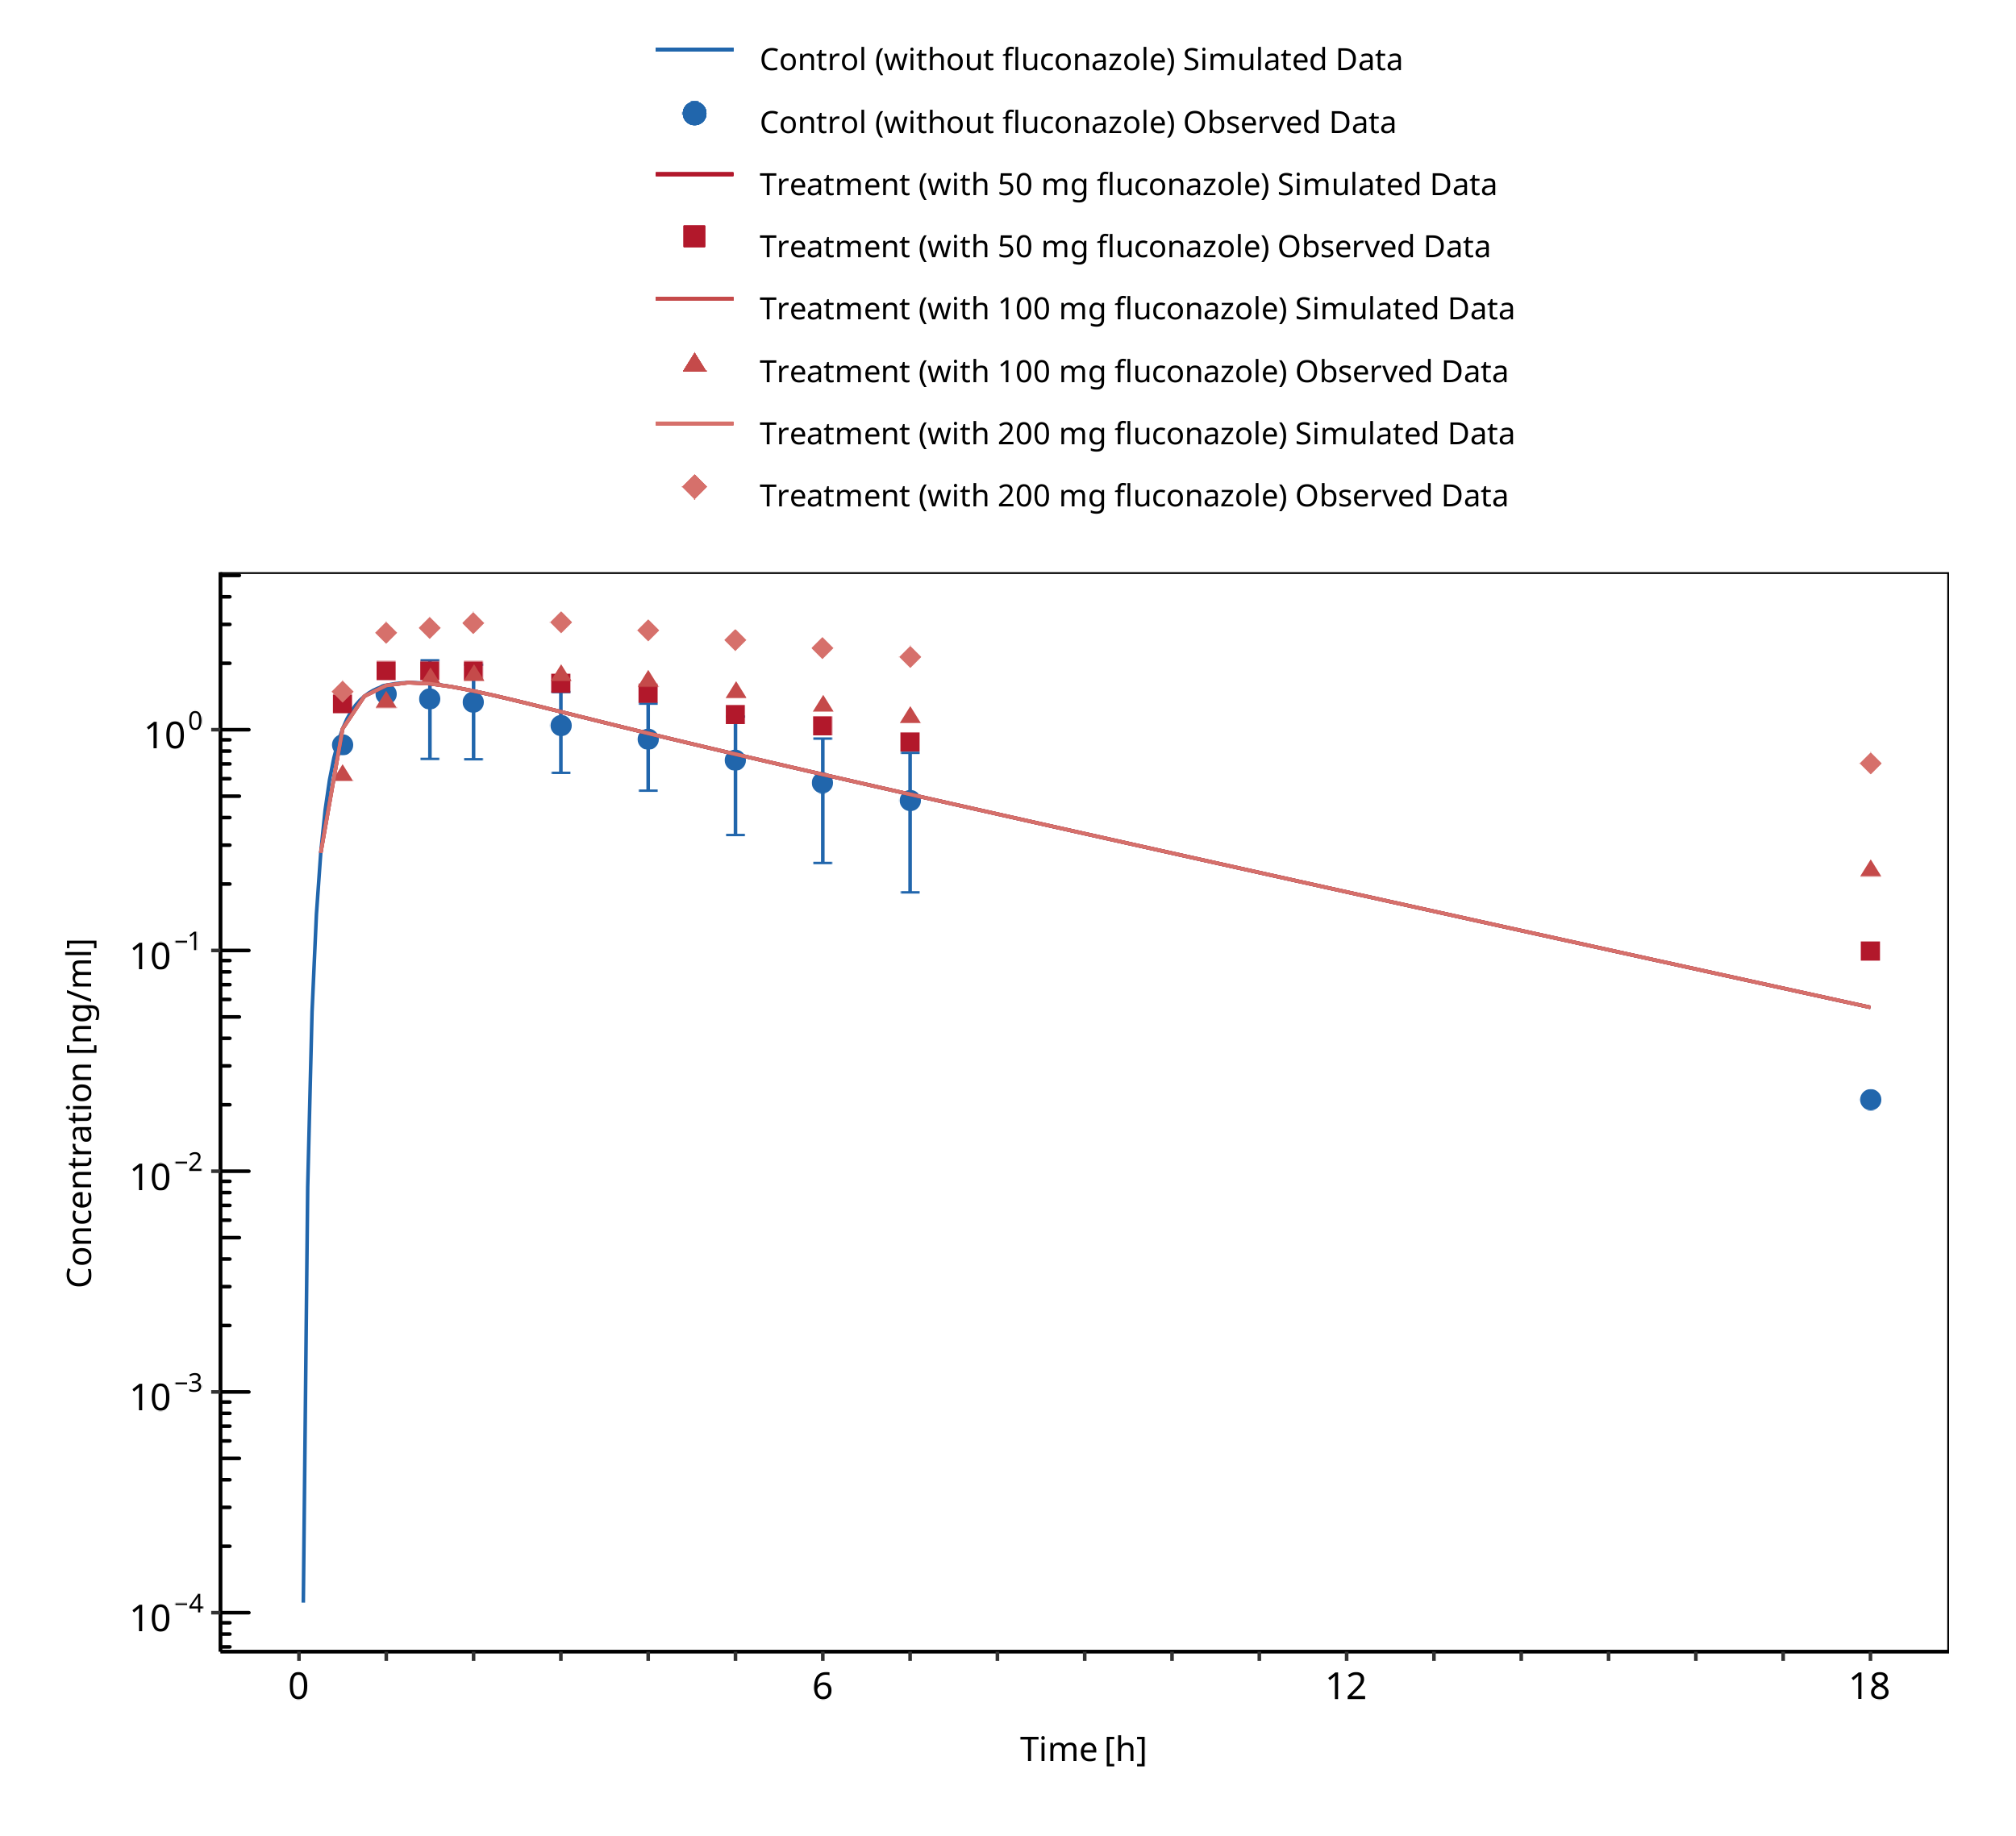 Control (without fluconazole) Simulated Data
Control (without fluconazole) Observed Data
Treatment (with 50 mg fluconazole) Simulated Data
Treatment (with 50 mg fluconazole) Observed Data
Treatment (with 100 mg fluconazole) Simulated Data
Treatment (with 100 mg fluconazole) Observed Data
Treatment (with 200 mg fluconazole) Simulated Data
Treatment (with 200 mg fluconazole) Observed Data
10⁰
10⁻¹
10⁻²
10⁻³
10⁻⁴
Concentration [ng/ml]
0 6 12 18
Time [h]